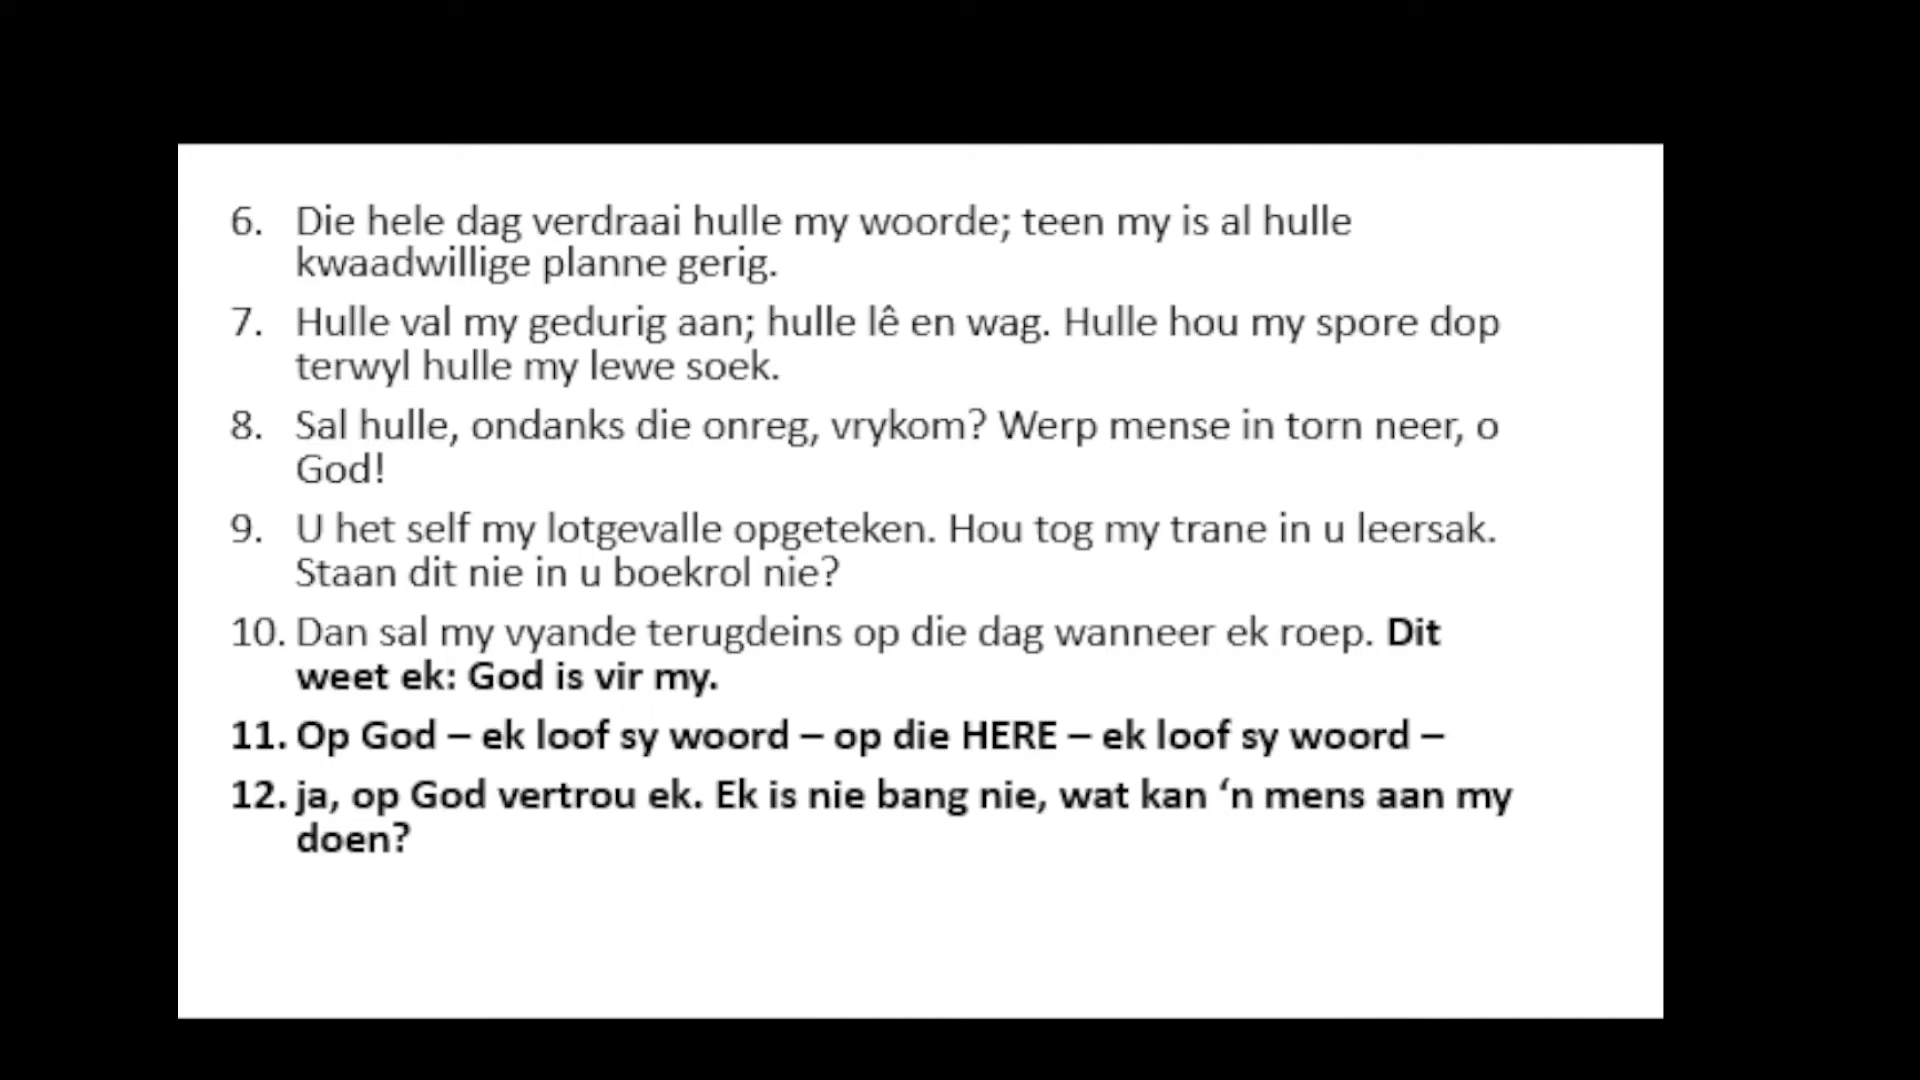 6. Die hele dag verdraai hulle my woorde; teen my is al hulle
kwaadwillige planne gerig.
7. Hulle val my gedurig aan; hulle lê en wag. Hulle hou my spore dop
terwyl hulle my lewe soek.
8. Sal hulle, ondanks die onreg, vrykom? Werp mense in torn neer, o
God!
9. U het self my lotgevalle opgeteken. Hou tog my trane in u leersak.
Staan dit nie in u boekrol nie?
10. Dan sal my vyande terugdeins op die dag wanneer ek roep. Dit
weet ek: God is vir my.
11. Op God – ek loof sy woord – op die HERE – ek loof sy woord –
12. ja, op God vertrou ek. Ek is nie bang nie, wat kan ‘n mens aan my
doen?